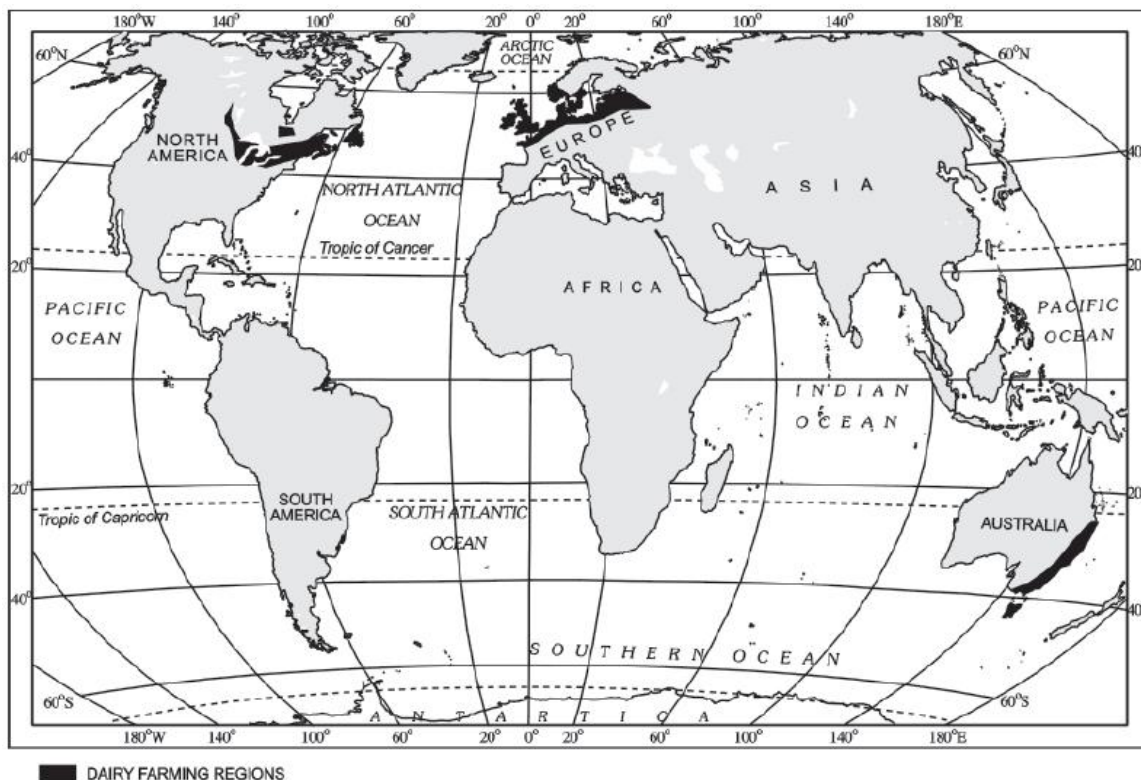 180°W 140° 100° 60° 20° 0° 20° 60° 100° 140° 180°E
60°N
ARCTIC
OCEAN
60°N
NORTH
AMERICA
EUROPE
40°
40°
ASIA
NORTH ATLANTIC
OCEAN
Tropic of Cancer
20°
20°
AFRICA
PACIFIC
OCEAN
PACIFIC
OCEAN
INDIAN
OCEAN
20°
20°
Tropic of Capricorn
SOUTH
AMERICA
SOUTH ATLANTIC
OCEAN
AUSTRALIA
40°
40°
SOUTHERN OCEAN
60°S
60°S
ANTARTICA
180°W 140° 100° 60° 20° 0° 20° 60° 100° 140° 180°E
DAIRY FARMING REGIONS